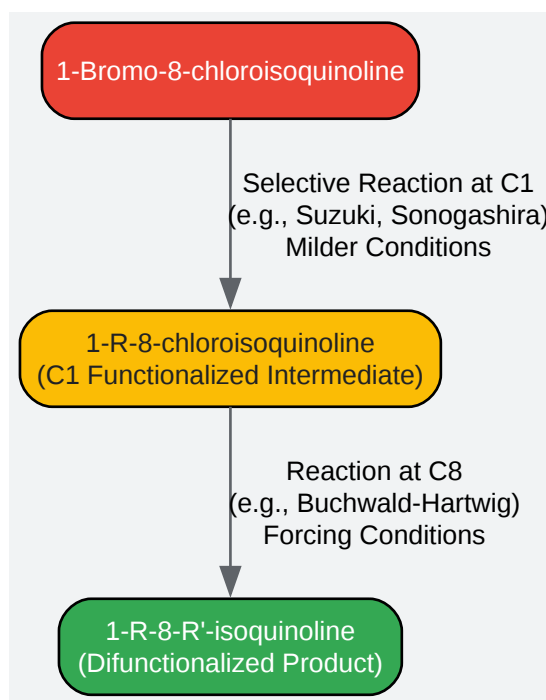 1-Bromo-8-chloroisoquinoline
Selective Reaction at C1
(e.g., Suzuki, Sonogashira)
Milder Conditions
1-R-8-chloroisoquinoline
(C1 Functionalized Intermediate)
Reaction at C8
(e.g., Buchwald-Hartwig)
Forcing Conditions
1-R-8-R'-isoquinoline
(Difunctionalized Product)